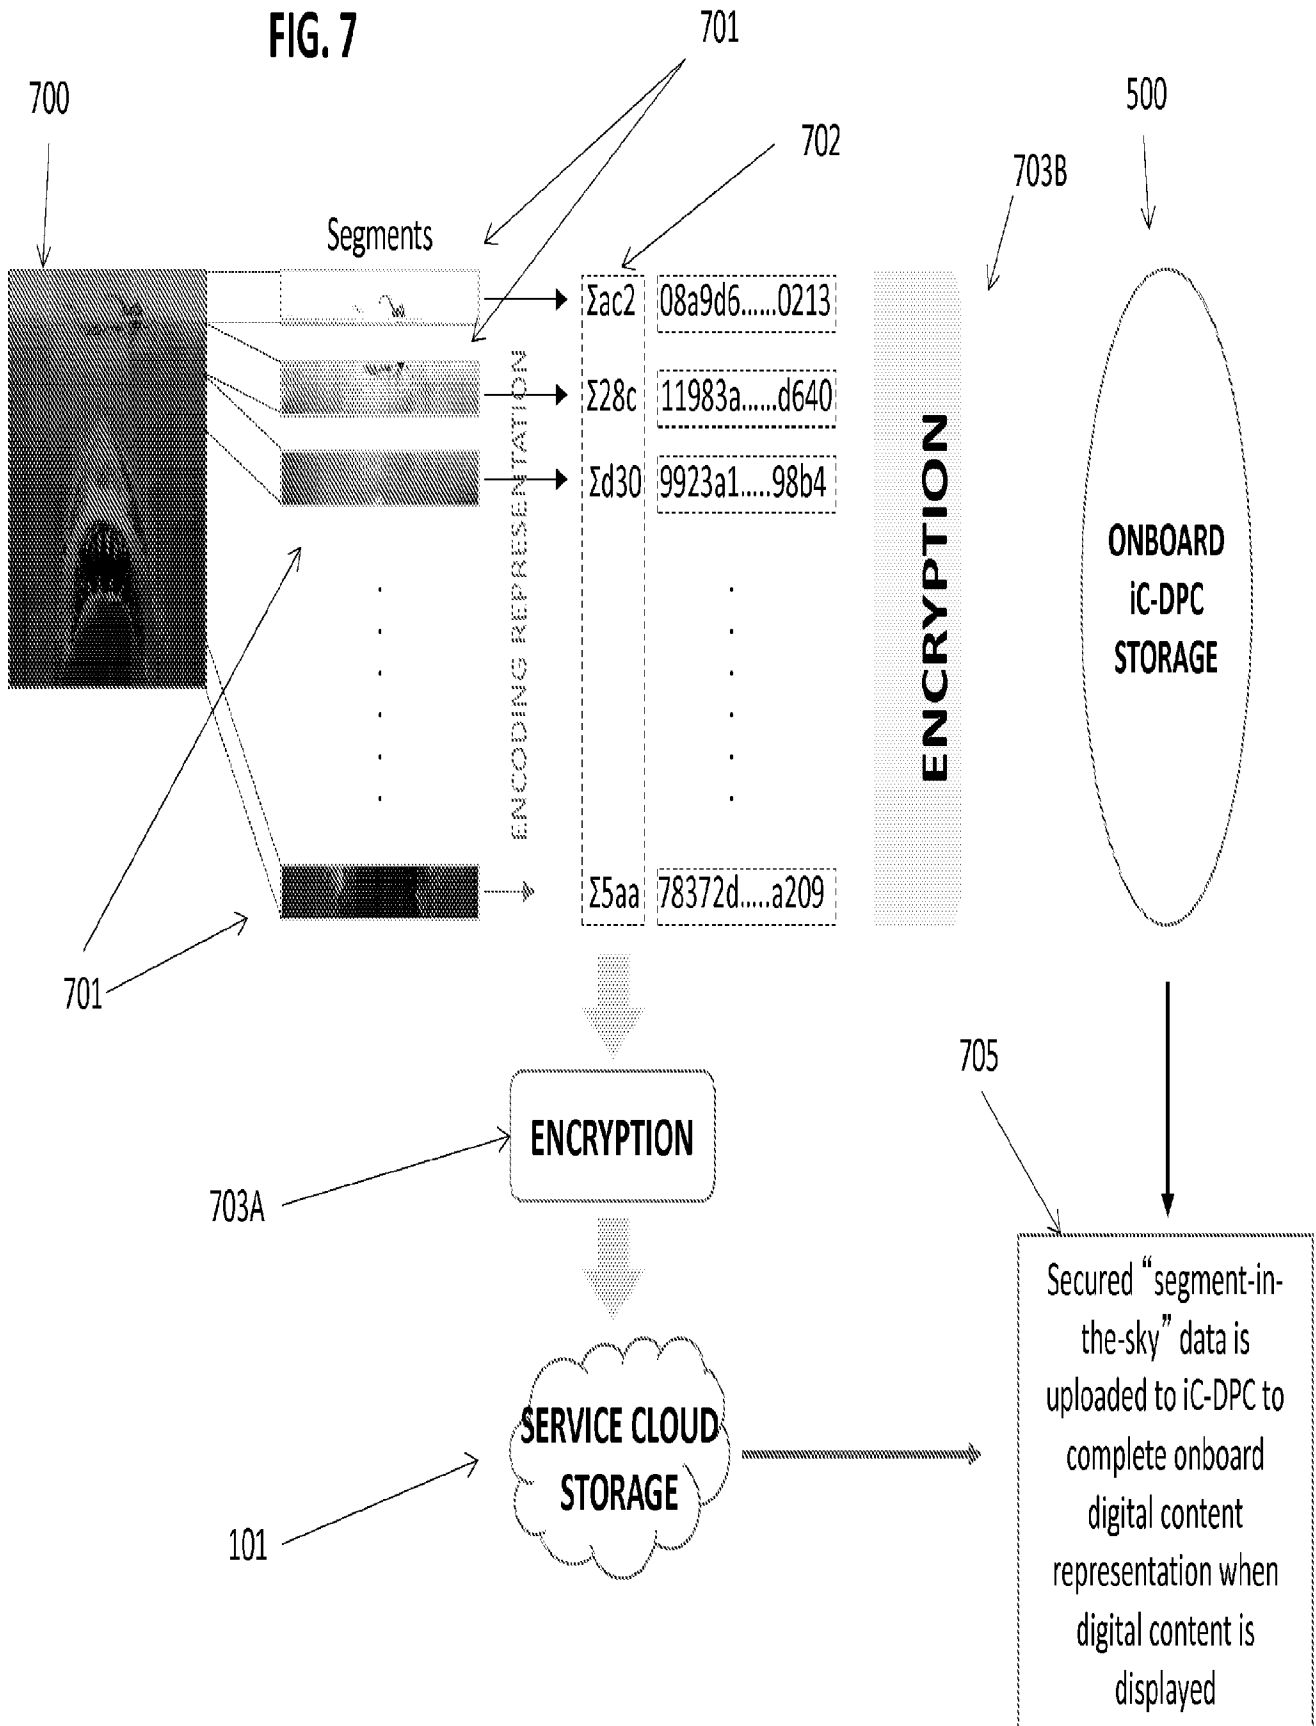 FIG. 7
701
700
500
702
703B
Segments
Σac2 08a9d6......0213
Σ28c 11983a......d640
Σd30 9923a1.....98b4
ENCODING REPRESENTATION
ENCRYPTION
ONBOARD
iC-DPC
STORAGE
Σ5aa 78372d.....a209
701
705
ENCRYPTION
703A
SERVICE CLOUD
STORAGE
101
Secured “segment-in-
the-sky” data is
uploaded to iC-DPC to
complete onboard
digital content
representation when
digital content is
displayed